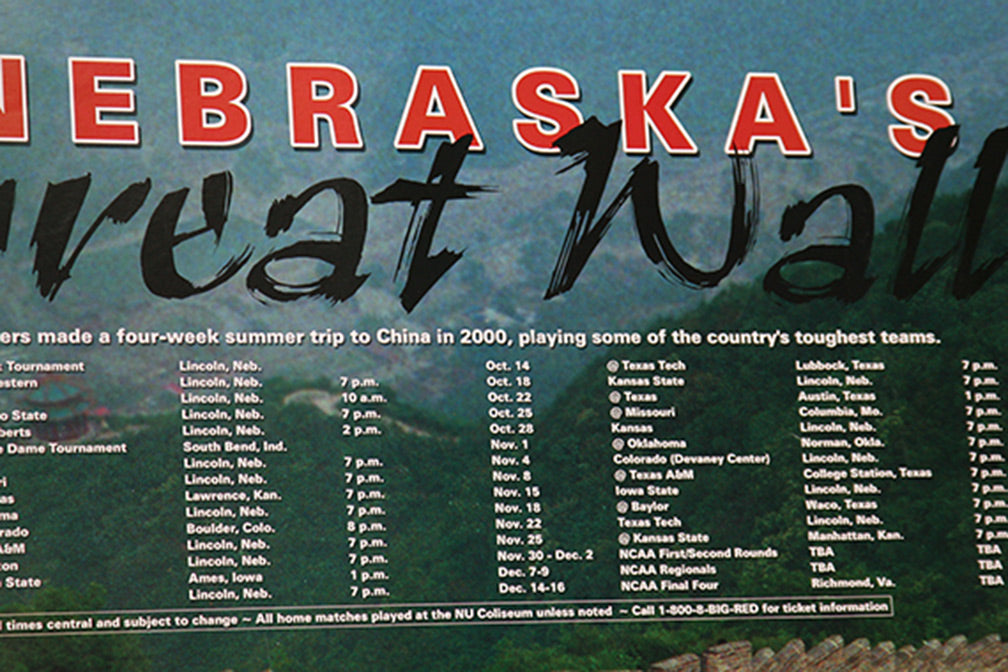 NEBRASKA'S
reat Wall
ers made a four-week summer trip to China in 2000, playing some of the country's toughest teams.
Tournament Lincoln, Neb.
estern Lincoln, Neb. 7 p.m.
Lincoln, Neb. 10 a.m.
o State Lincoln, Neb. 7 p.m.
berts Lincoln, Neb. 2 p.m.
e Dame Tournament South Bend, Ind.
Lincoln, Neb. 7 p.m.
ri Lincoln, Neb. 7 p.m.
as Lawrence, Kan. 7 p.m.
ma Lincoln, Neb. 7 p.m.
rado Boulder, Colo. 8 p.m.
A&M Lincoln, Neb. 7 p.m.
ton Lincoln, Neb. 7 p.m.
State Ames, Iowa 1 p.m.
Lincoln, Neb. 7 p.m.
Oct. 14 @ Texas Tech Lubbock, Texas 7 p.m.
Oct. 18 Kansas State Lincoln, Neb. 7 p.m.
Oct. 22 @ Texas Austin, Texas 1 p.m.
Oct. 25 @ Missouri Columbia, Mo. 7 p.m.
Oct. 28 Kansas Lincoln, Neb. 7 p.m.
Nov. 1 @ Oklahoma Norman, Okla. 7 p.m.
Nov. 4 Colorado (Devaney Center) Lincoln, Neb. 7 p.m.
Nov. 8 @ Texas A&M College Station, Texas 7 p.m.
Nov. 15 Iowa State Lincoln, Neb. 7 p.m.
Nov. 18 @ Baylor Waco, Texas 7 p.m.
Nov. 22 Texas Tech Lincoln, Neb. 7 p.m.
Nov. 25 @ Kansas State Manhattan, Kan. 7 p.m.
Nov. 30 - Dec. 2 NCAA First/Second Rounds TBA TBA
Dec. 7-9 NCAA Regionals TBA TBA
Dec. 14-16 NCAA Final Four Richmond, Va. TBA
times central and subject to change ~ All home matches played at the NU Coliseum unless noted ~ Call 1-800-8-BIG-RED for ticket information